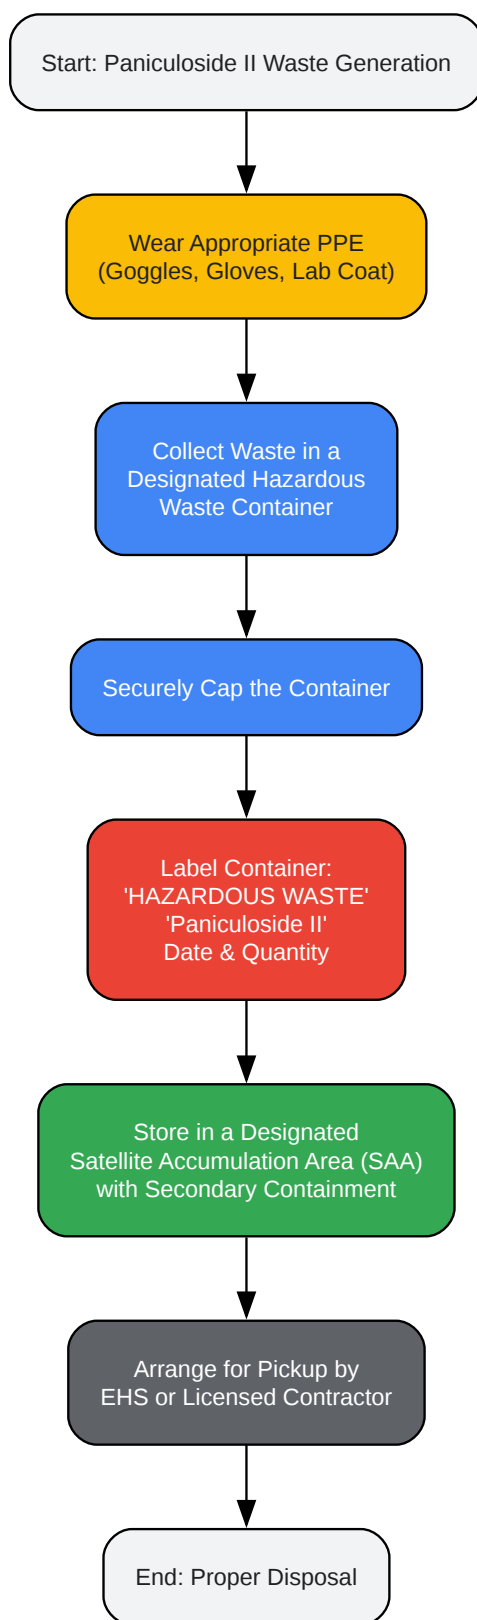 Start: Paniculoside II Waste Generation
Wear Appropriate PPE
(Goggles, Gloves, Lab Coat)
Collect Waste in a
Designated Hazardous
Waste Container
Securely Cap the Container
Label Container:
'HAZARDOUS WASTE'
'Paniculoside II'
Date & Quantity
Store in a Designated
Satellite Accumulation Area (SAA)
with Secondary Containment
Arrange for Pickup by
EHS or Licensed Contractor
End: Proper Disposal